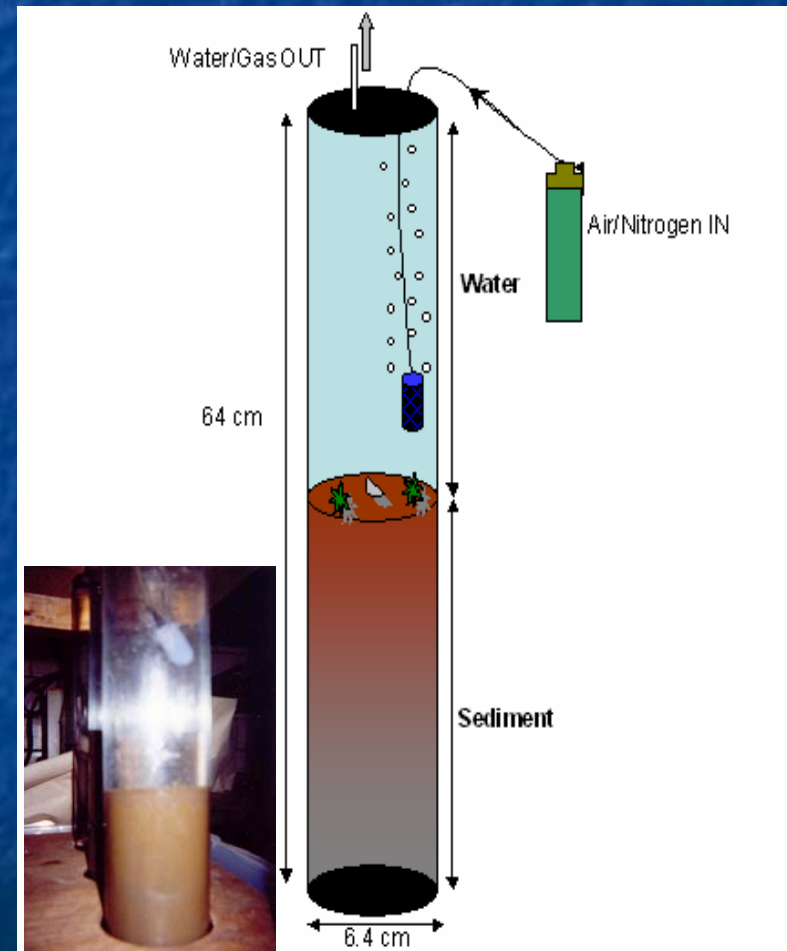 Water/Gas OUT
Air/Nitrogen IN
Water
64 cm
Sediment
6.4 cm